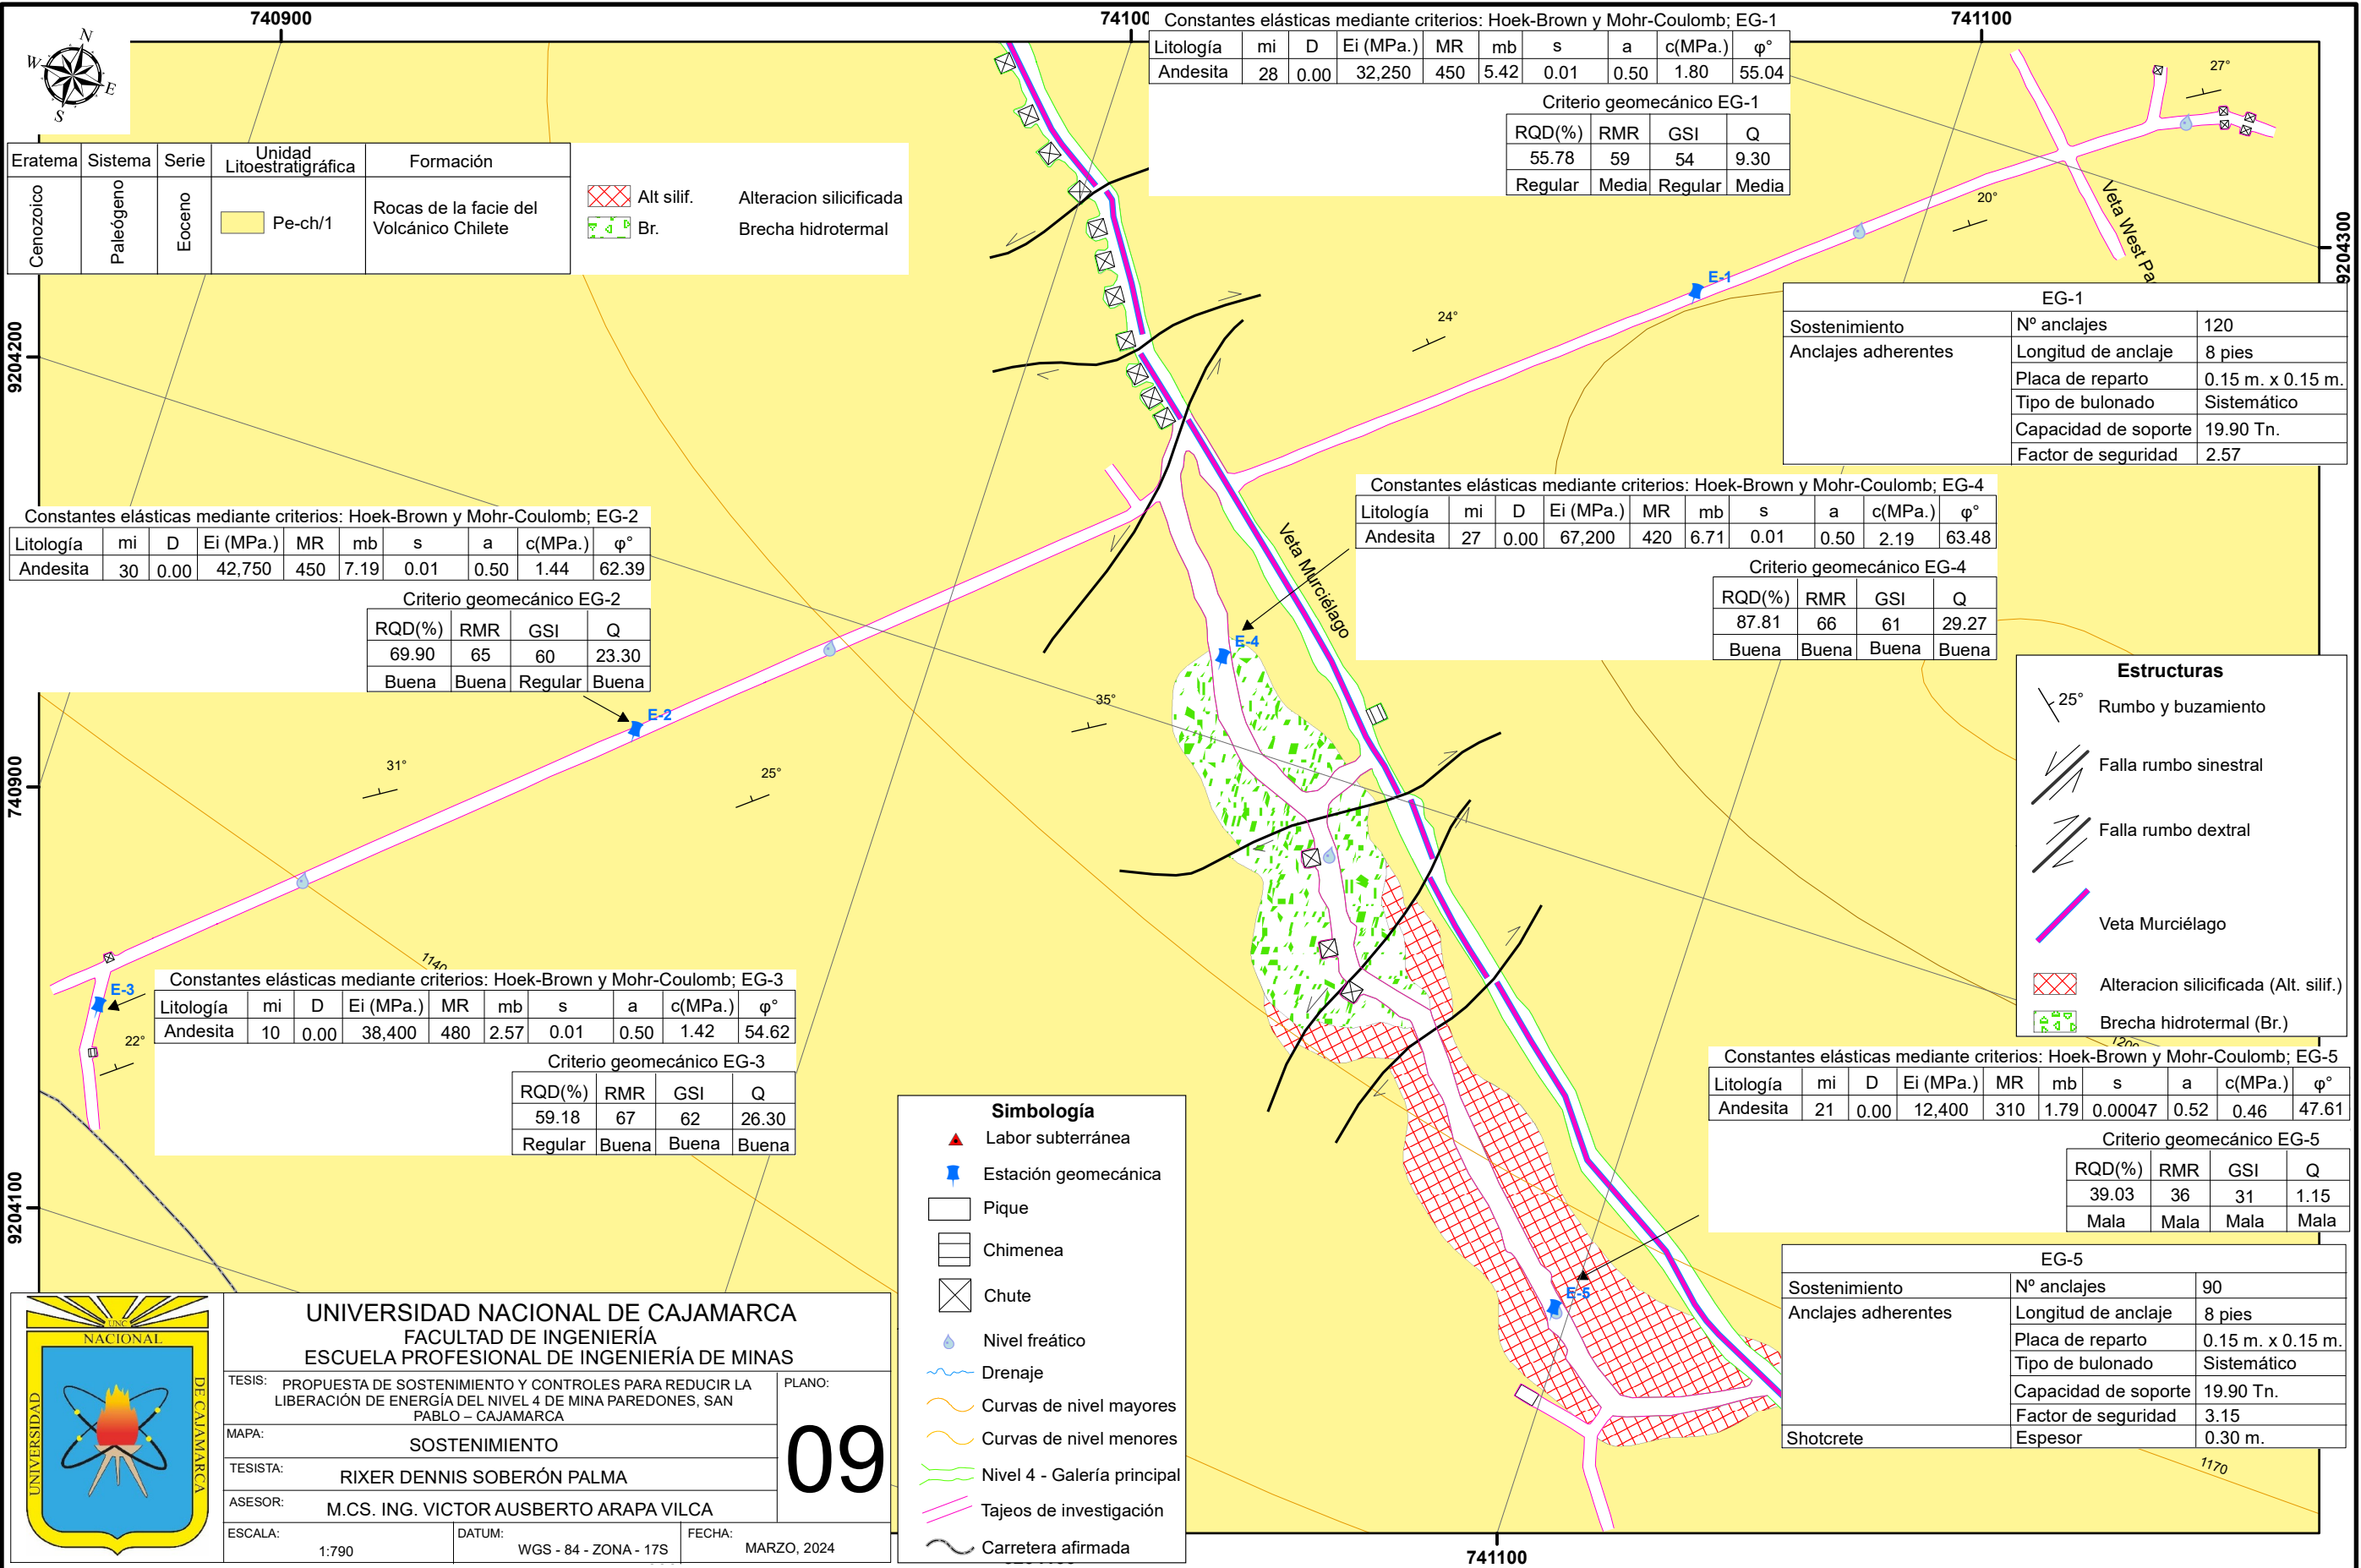 740900
74100
741100
N
W
E
S
Constantes elásticas mediante criterios: Hoek-Brown y Mohr-Coulomb; EG-1
Litología mi D Ei (MPa.) MR mb s a c(MPa.) φ°
Andesita 28 0.00 32,250 450 5.42 0.01 0.50 1.80 55.04
Criterio geomecánico EG-1
RQD(%) RMR GSI Q
55.78 59 54 9.30
Regular Media Regular Media
Eratema Sistema Serie Unidad Litoestratigráfica Formación
Cenozoico Paleógeno Eoceno Pe-ch/1 Rocas de la facie del
Volcánico Chilete
Alt silif. Alteracion silicificada
Br. Brecha hidrotermal
27°
20°
24°
Veta West Pa
9204300
9204200
E-1
EG-1
Sostenimiento Nº anclajes 120
Anclajes adherentes Longitud de anclaje 8 pies
Placa de reparto 0.15 m. x 0.15 m.
Tipo de bulonado Sistemático
Capacidad de soporte 19.90 Tn.
Factor de seguridad 2.57
Constantes elásticas mediante criterios: Hoek-Brown y Mohr-Coulomb; EG-2
Litología mi D Ei (MPa.) MR mb s a c(MPa.) φ°
Andesita 30 0.00 42,750 450 7.19 0.01 0.50 1.44 62.39
Criterio geomecánico EG-2
RQD(%) RMR GSI Q
69.90 65 60 23.30
Buena Buena Regular Buena
E-2
Constantes elásticas mediante criterios: Hoek-Brown y Mohr-Coulomb; EG-4
Litología mi D Ei (MPa.) MR mb s a c(MPa.) φ°
Andesita 27 0.00 67,200 420 6.71 0.01 0.50 2.19 63.48
Criterio geomecánico EG-4
RQD(%) RMR GSI Q
87.81 66 61 29.27
Buena Buena Buena Buena
Veta Murciélago
E-4
35°
31°
25°
740900
Estructuras
25° Rumbo y buzamiento
Falla rumbo sinestral
Falla rumbo dextral
Veta Murciélago
Alteracion silicificada (Alt. silif.)
Brecha hidrotermal (Br.)
1200
1140
E-3
22°
Constantes elásticas mediante criterios: Hoek-Brown y Mohr-Coulomb; EG-3
Litología mi D Ei (MPa.) MR mb s a c(MPa.) φ°
Andesita 10 0.00 38,400 480 2.57 0.01 0.50 1.42 54.62
Criterio geomecánico EG-3
RQD(%) RMR GSI Q
59.18 67 62 26.30
Regular Buena Buena Buena
Constantes elásticas mediante criterios: Hoek-Brown y Mohr-Coulomb; EG-5
Litología mi D Ei (MPa.) MR mb s a c(MPa.) φ°
Andesita 21 0.00 12,400 310 1.79 0.00047 0.52 0.46 47.61
Criterio geomecánico EG-5
RQD(%) RMR GSI Q
39.03 36 31 1.15
Mala Mala Mala Mala
9204100
E-5
EG-5
Sostenimiento Nº anclajes 90
Anclajes adherentes Longitud de anclaje 8 pies
Placa de reparto 0.15 m. x 0.15 m.
Tipo de bulonado Sistemático
Capacidad de soporte 19.90 Tn.
Factor de seguridad 3.15
Shotcrete Espesor 0.30 m.
1170
Simbología
Labor subterránea
Estación geomecánica
Pique
Chimenea
Chute
Nivel freático
Drenaje
Curvas de nivel mayores
Curvas de nivel menores
Nivel 4 - Galería principal
Tajeos de investigación
Carretera afirmada
741100
UNC
NACIONAL
UNIVERSIDAD
DE CAJAMARCA
UNIVERSIDAD NACIONAL DE CAJAMARCA
FACULTAD DE INGENIERÍA
ESCUELA PROFESIONAL DE INGENIERÍA DE MINAS
TESIS: PROPUESTA DE SOSTENIMIENTO Y CONTROLES PARA REDUCIR LA
LIBERACIÓN DE ENERGÍA DEL NIVEL 4 DE MINA PAREDONES, SAN
PABLO – CAJAMARCA
PLANO:
09
MAPA: SOSTENIMIENTO
TESISTA: RIXER DENNIS SOBERÓN PALMA
ASESOR: M.CS. ING. VICTOR AUSBERTO ARAPA VILCA
ESCALA: 1:790
DATUM: WGS - 84 - ZONA - 17S
FECHA: MARZO, 2024